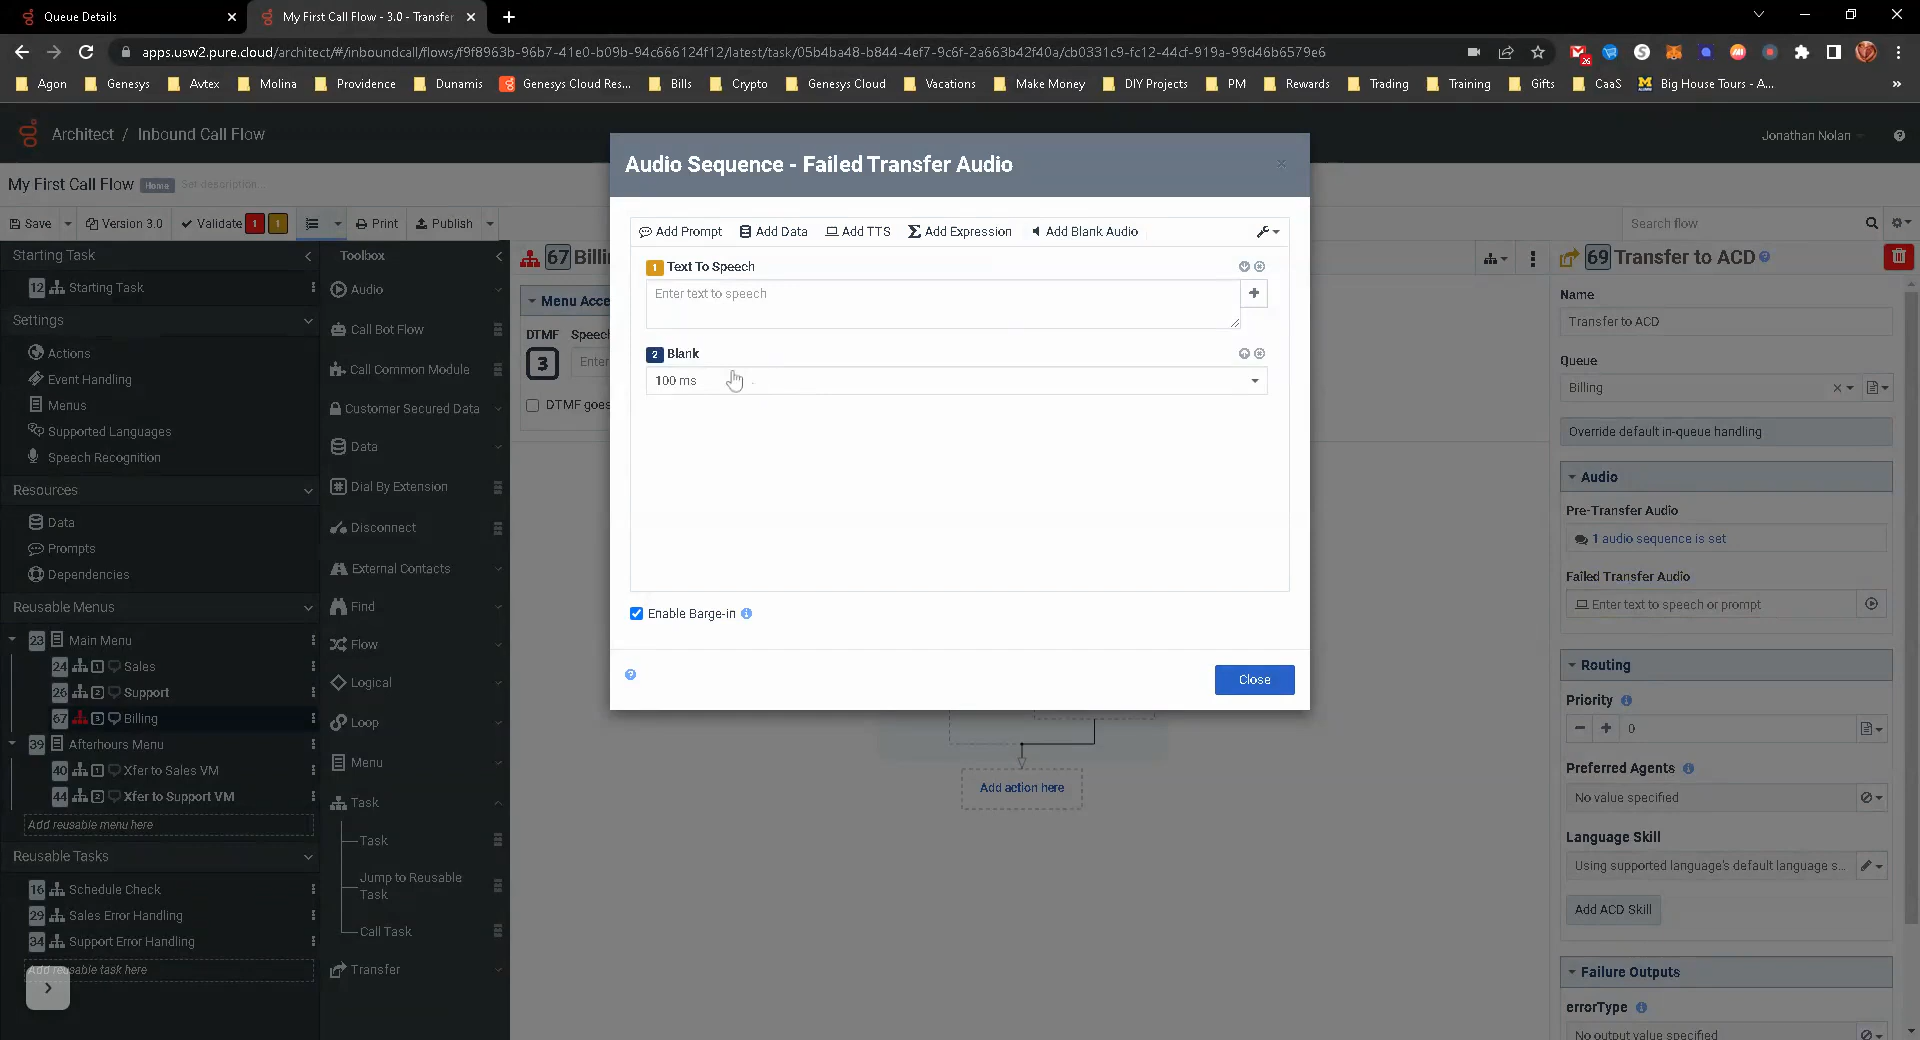 Queue Details
My First Call Flow - 3.0 - Transfer
apps.usw2.pure.cloud/architect/#/inboundcall/flows/f9f8963b-96b7-41e0-b09b-94c666124f12/latest/task/05b4ba48-b844-4ef7-9c6f-2a663b42f40a/cb0331c9-fc12-44cf-919a-99d46b6579e6
26
Agon
Genesys
Avtex
Molina
Providence
Dunamis
Genesys Cloud Res...
Bills
Crypto
Genesys Cloud
Vacations
Make Money
DIY Projects
PM
Rewards
Trading
Training
Gifts
CaaS
Big House Tours - A...
Architect / Inbound Call Flow
Jonathan Nolan
My First Call Flow Home Set description...
Save
Version 3.0
Validate 1 1
Print
Publish
Search flow
Starting Task
12 Starting Task
Settings
Actions
Event Handling
Menus
Supported Languages
Speech Recognition
Resources
Data
Prompts
Dependencies
Reusable Menus
23 Main Menu
24 1 Sales
26 2 Support
67 3 Billing
39 Afterhours Menu
40 1 Xfer to Sales VM
44 2 Xfer to Support VM
Add reusable menu here
Reusable Tasks
16 Schedule Check
29 Sales Error Handling
34 Support Error Handling
Add reusable task here
Toolbox
Audio
Call Bot Flow
Call Common Module
Customer Secured Data
Data
Dial By Extension
Disconnect
External Contacts
Find
Flow
Logical
Loop
Menu
Task
Task
Jump to Reusable
Task
Call Task
Transfer
67 Billi
Menu Acce
DTMF Speec
3 Enter
DTMF goes
Audio Sequence - Failed Transfer Audio
Add Prompt
Add Data
Add TTS
Add Expression
Add Blank Audio
1 Text To Speech
Enter text to speech
2 Blank
100 ms
Enable Barge-in
Close
Add action here
69 Transfer to ACD
Name
Transfer to ACD
Queue
Billing
Override default in-queue handling
Audio
Pre-Transfer Audio
1 audio sequence is set
Failed Transfer Audio
Enter text to speech or prompt
Routing
Priority
0
Preferred Agents
No value specified
Language Skill
Using supported language's default language s...
Add ACD Skill
Failure Outputs
errorType
No output value specified